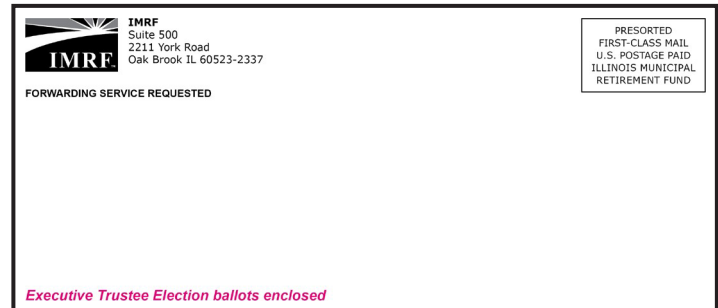 IMRF
IMRF
Suite 500
2211 York Road
Oak Brook IL 60523-2337
PRESORTED
FIRST-CLASS MAIL
U.S. POSTAGE PAID
ILLINOIS MUNICIPAL
RETIREMENT FUND
FORWARDING SERVICE REQUESTED
Executive Trustee Election ballots enclosed